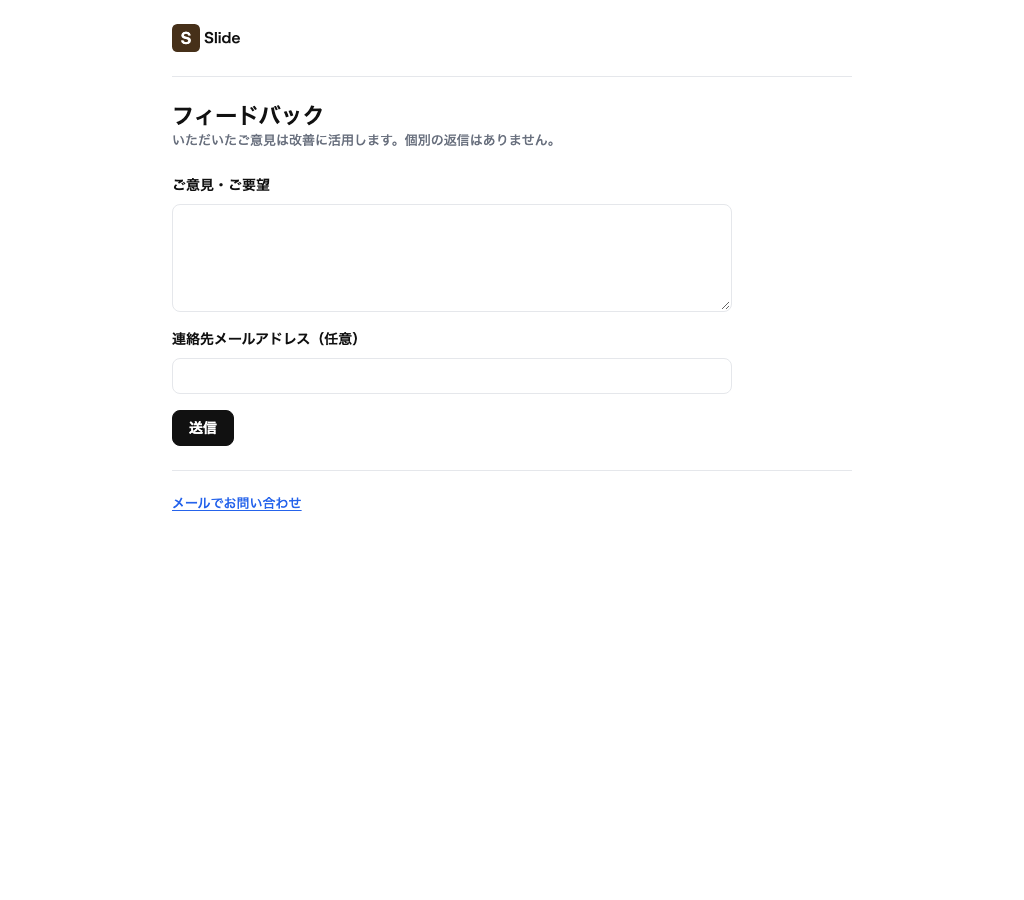 S Slide
フィードバック
いただいたご意見は改善に活用します。個別の返信はありません。
ご意見・ご要望
連絡先メールアドレス（任意）
送信
メールでお問い合わせ